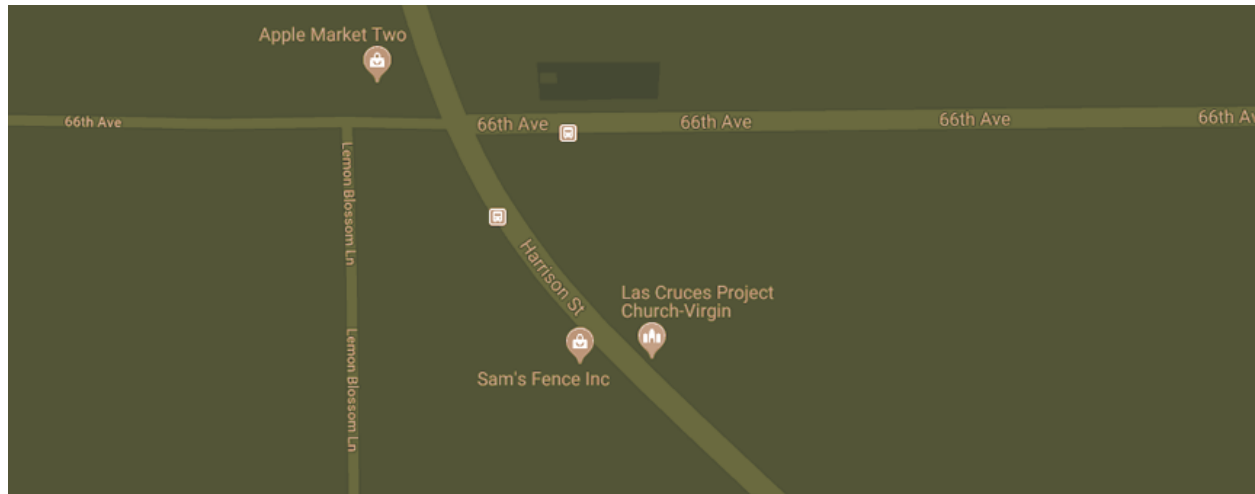 Apple Market Two
66th Ave
66th Ave
66th Ave
66th Ave
66th Av
Lemon Blossom Ln
Harrison St
Las Cruces Project
Church-Virgin
Lemon Blossom Ln
Sam's Fence Inc